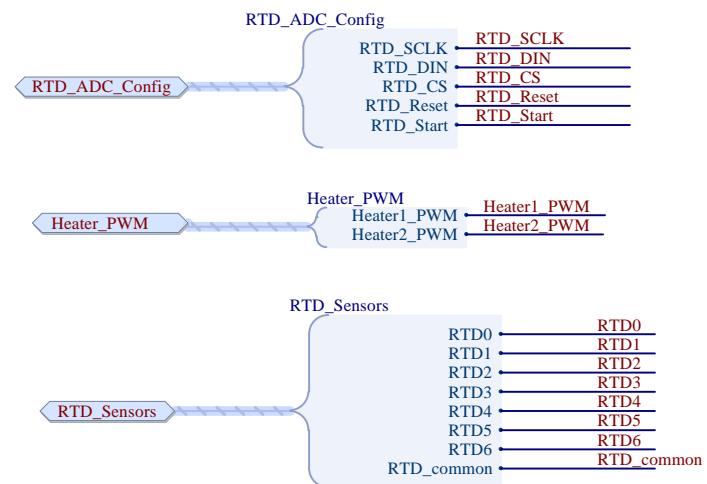 RTD_ADC_Config
RTD_ADC_Config
RTD_SCLK RTD_SCLK
RTD_DIN RTD_DIN
RTD_CS RTD_CS
RTD_Reset RTD_Reset
RTD_Start RTD_Start
Heater_PWM
Heater_PWM
Heater1_PWM Heater1_PWM
Heater2_PWM Heater2_PWM
RTD_Sensors
RTD_Sensors
RTD0 RTD0
RTD1 RTD1
RTD2 RTD2
RTD3 RTD3
RTD4 RTD4
RTD5 RTD5
RTD6 RTD6
RTD_common RTD_common